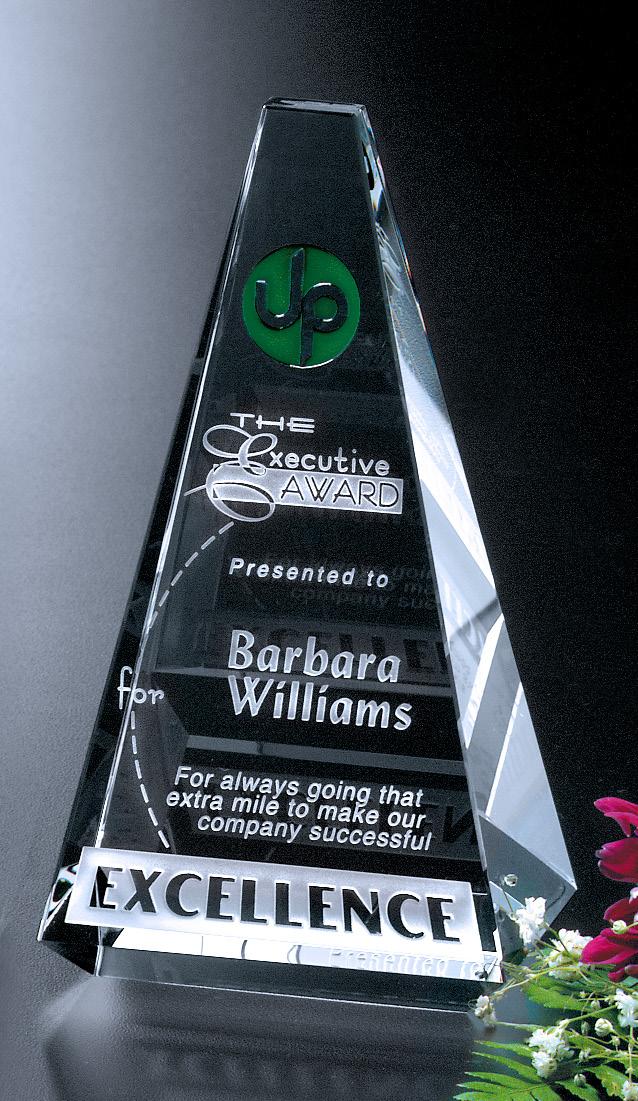 Up
THE
Executive
AWARD
Presented to
Barbara
Williams
for
For always going that
extra mile to make our
company successful
EXCELLENCE